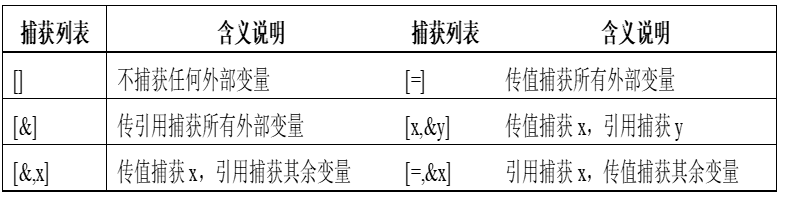 捕获列表 含义说明 捕获列表 含义说明
[] 不捕获任何外部变量 [=] 传值捕获所有外部变量
[&] 传引用捕获所有外部变量 [x,&y] 传值捕获 x，引用捕获 y
[&,x] 传值捕获 x，引用捕获其余变量 [=,&x] 引用捕获 x，传值捕获其余变量